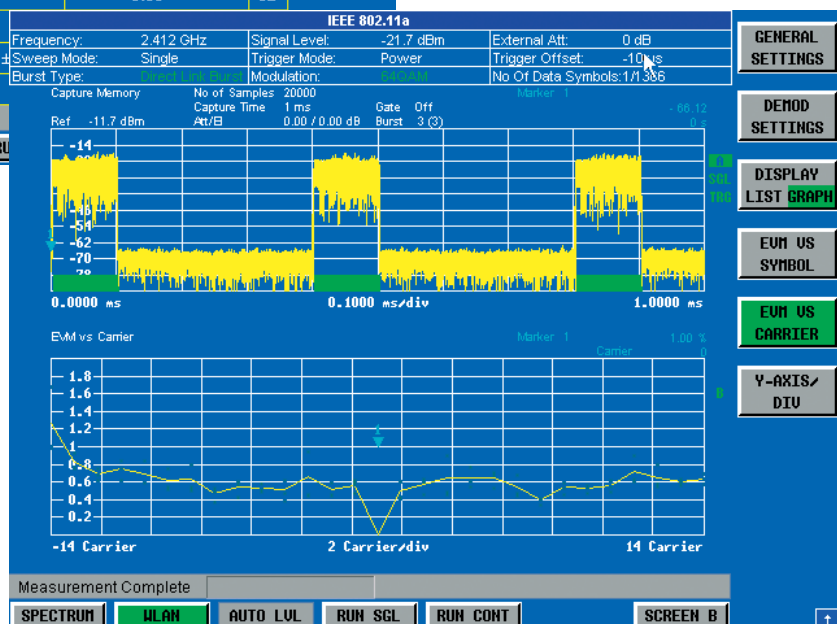 IEEE 802.11a
Frequency: 2.412 GHz Signal Level: -21.7 dBm External Att: 0 dB
Sweep Mode: Single Trigger Mode: Power Trigger Offset: -10 us
Burst Type: Direct Link Burst Modulation: 64QAM No Of Data Symbols: 1/1366
Capture Memory No of Samples 20000 Marker 1
Capture Time 1 ms Gate Off - 66.12
Ref -11.7 dBm Att/El 0.00 / 0.00 dB Burst 3 (3) 0 s
-14
A
SGL
TRG
-54
-62
-70
-78
0.0000 ms 0.1000 ms/div 1.0000 ms
EVM vs Carrier Marker 1 1.00 %
Carrier 0
1.8
1.6
B
1.4
1.2
1
1
0.8
0.6
0.4
0.2
-14 Carrier 2 Carrier/div 14 Carrier
Measurement Complete
SPECTRUM WLAN AUTO LVL RUN SGL RUN CONT SCREEN B
GENERAL
SETTINGS
DEMOD
SETTINGS
DISPLAY
LIST GRAPH
EVM VS
SYMBOL
EVM VS
CARRIER
Y-AXIS/
DIV